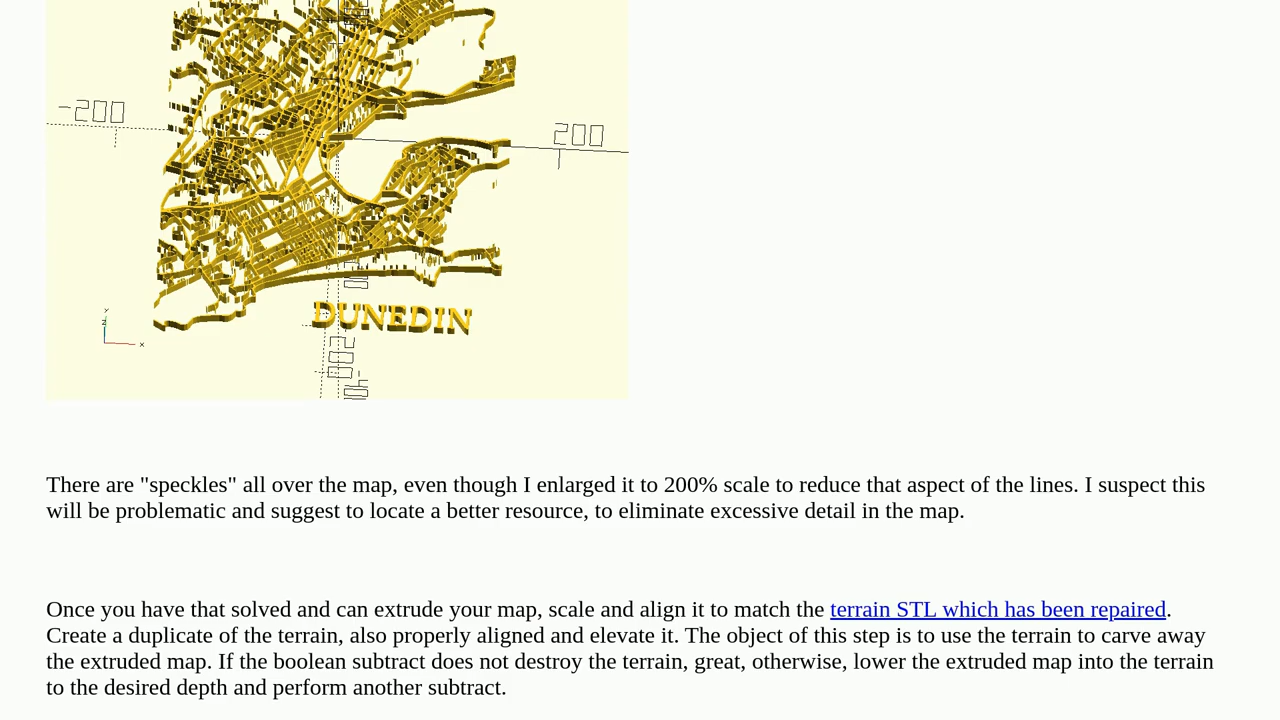 -200
200
DUNEDIN
There are "speckles" all over the map, even though I enlarged it to 200% scale to reduce that aspect of the lines. I suspect this
will be problematic and suggest to locate a better resource, to eliminate excessive detail in the map.
Once you have that solved and can extrude your map, scale and align it to match the terrain STL which has been repaired.
Create a duplicate of the terrain, also properly aligned and elevate it. The object of this step is to use the terrain to carve away
the extruded map. If the boolean subtract does not destroy the terrain, great, otherwise, lower the extruded map into the terrain
to the desired depth and perform another subtract.